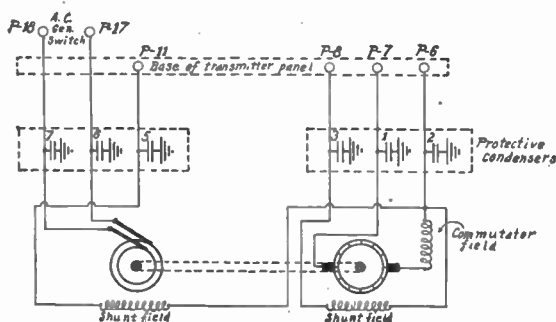 P-18 A.C. Gen. Switch P-17
P-11 P-8 P-7 P-6
Base of transmitter panel
7 6 5 3 1 2
Protective condensers
Commutator field
Shunt field Shunt field